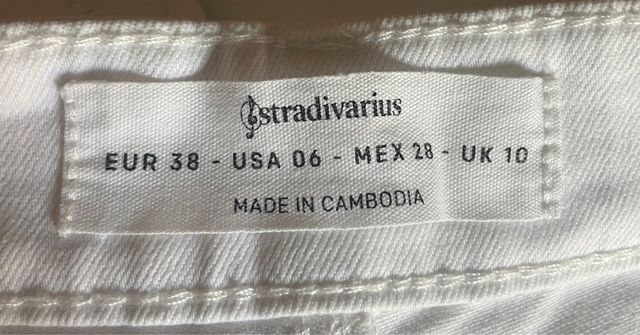 stradivarius
EUR 38 - USA 06 - MEX 28 - UK 10
MADE IN CAMBODIA